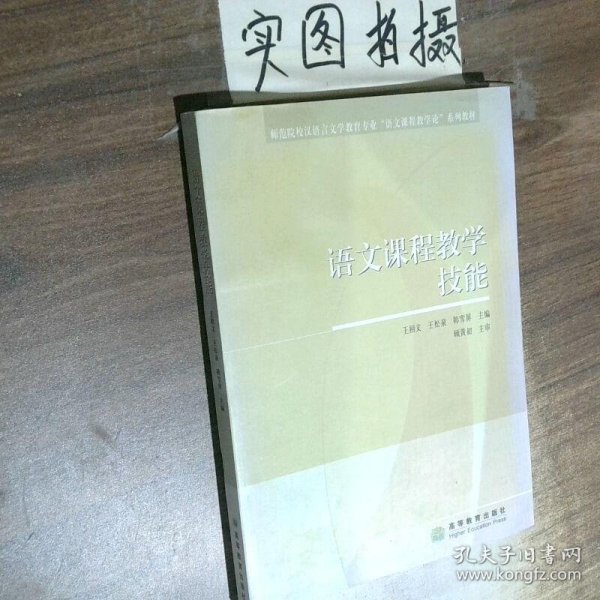 实图拍摄
师范院校汉语言文学教育专业“语文课程教学论”系列教材
语文课程教学
技能
王相文 王松泉 韩雪屏 主编
顾黄初 主审
高等教育出版社
Higher Education Press
孔夫子旧书网
www.kongfz.com